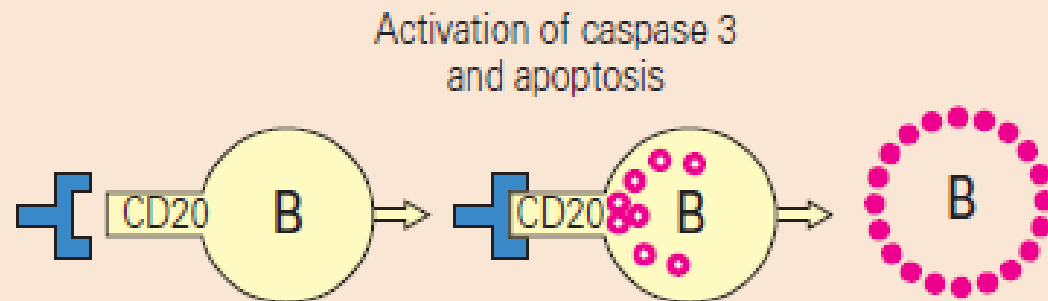 Activation of caspase 3
and apoptosis
CD20 B
CD20 B
B